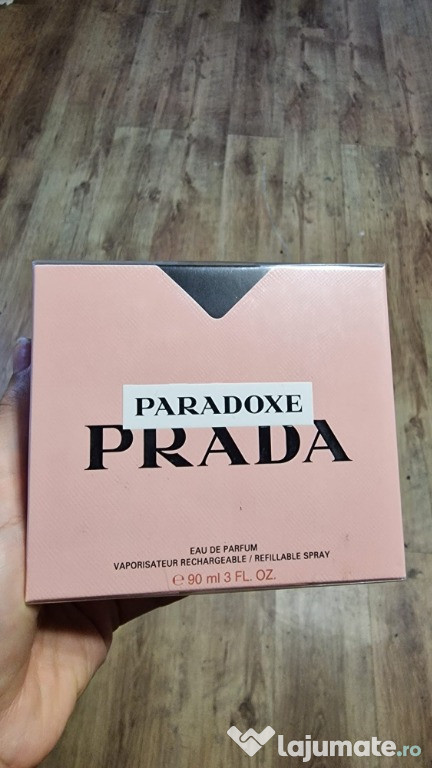 PARADOXE
PRADA
EAU DE PARFUM
VAPORISATEUR RECHARGEABLE / REFILLABLE SPRAY
℮ 90 ml 3 FL. OZ.
lajumate.ro